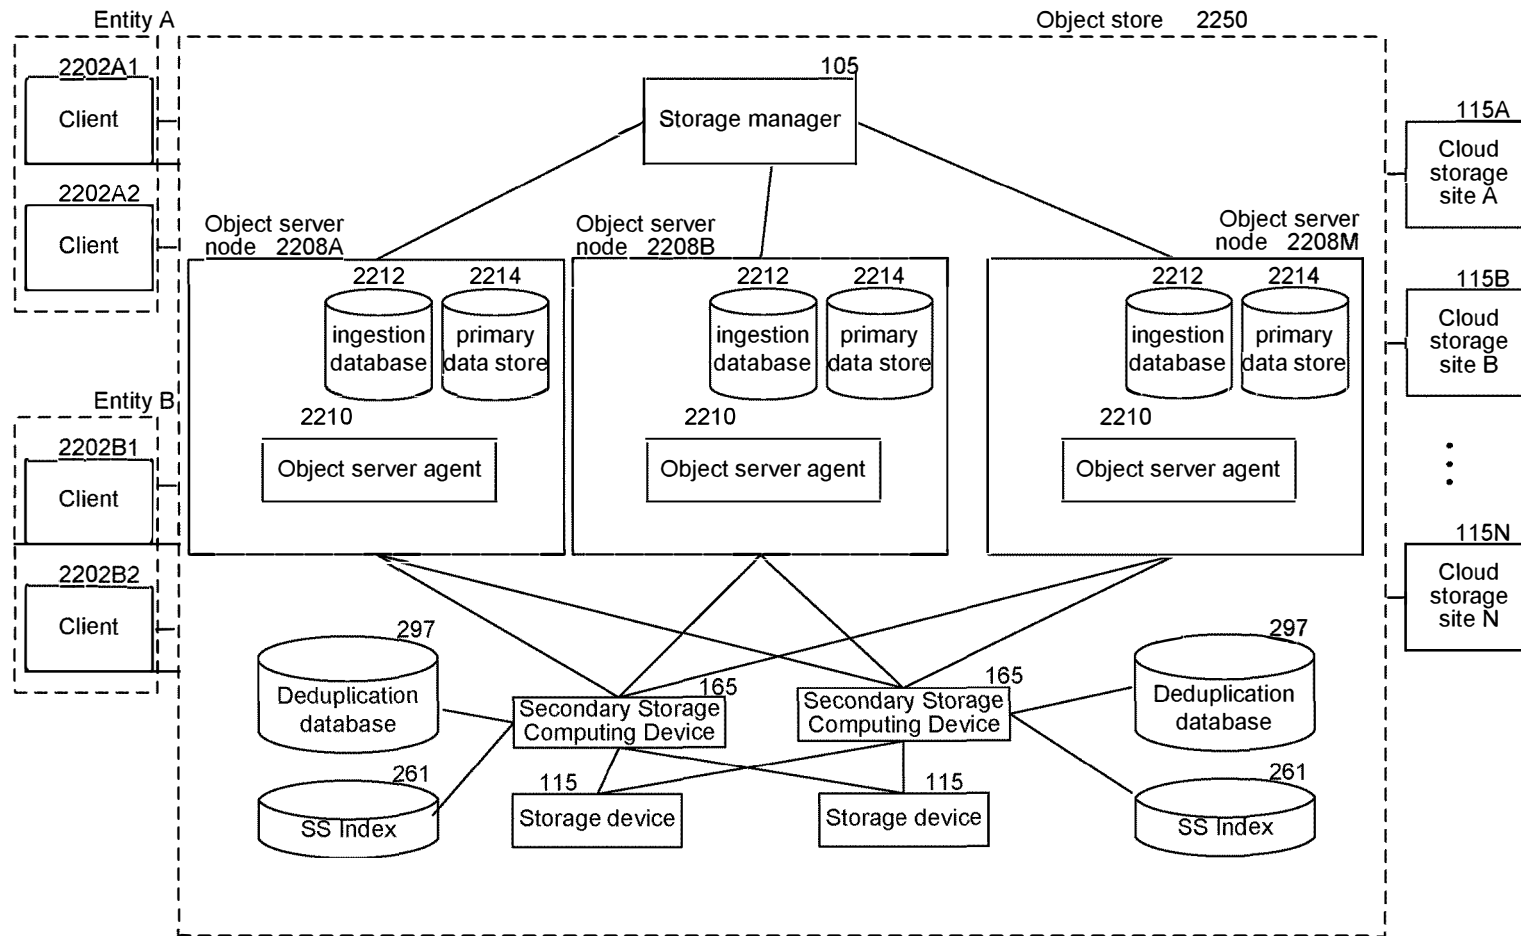 Entity A
Object store 2250
2202A1
Client
2202A2
Client
105
Storage manager
115A
Cloud
storage
site A
Object server
node 2208A
2212
ingestion
database
2214
primary
data store
2210
Object server agent
Object server
node 2208B
2212
ingestion
database
2214
primary
data store
2210
Object server agent
Object server
node 2208M
2212
ingestion
database
2214
primary
data store
2210
Object server agent
115B
Cloud
storage
site B
Entity B
2202B1
Client
2202B2
Client
115N
Cloud
storage
site N
297
Deduplication
database
165
Secondary Storage
Computing Device
165
Secondary Storage
Computing Device
297
Deduplication
database
261
SS Index
115
Storage device
115
Storage device
261
SS Index